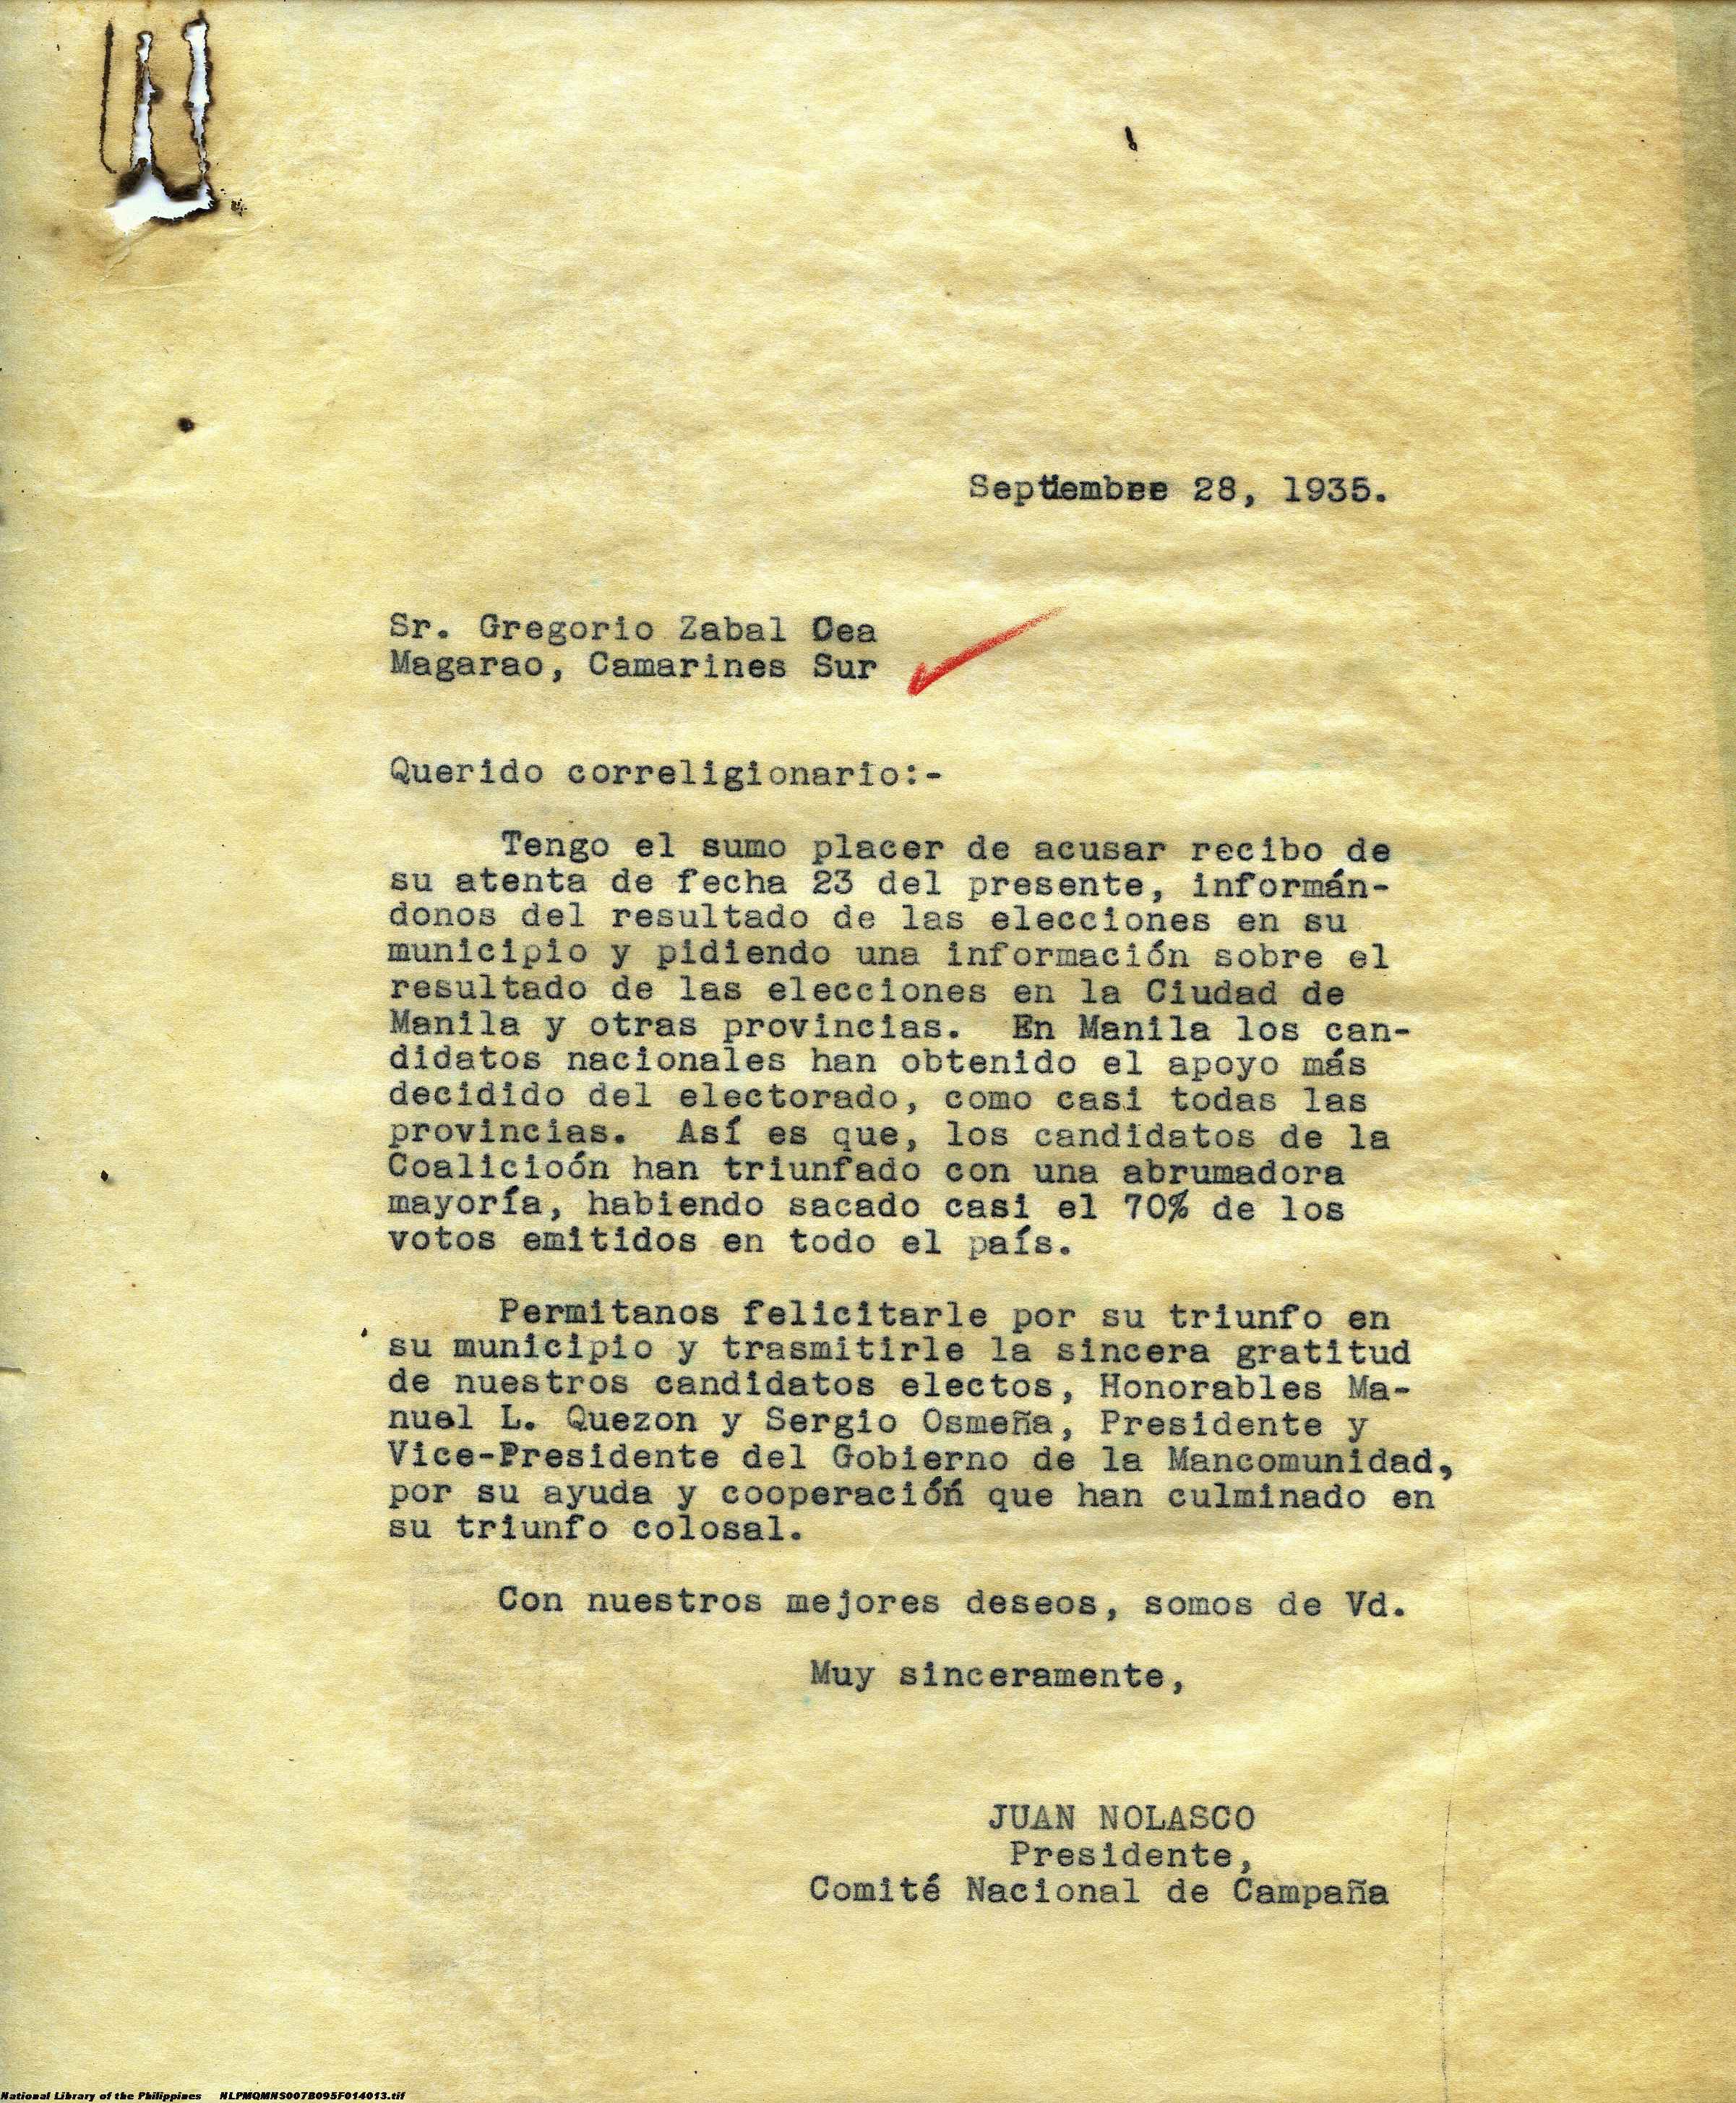 Septiembre 28, 1935.
Sr. Gregorio Zabal Cea
Magarao, Camarines Sur
Querido correligionario:-
Tengo el sumo placer de acusar recibo de
su atenta de fecha 23 del presente, informán-
donos del resultado de las elecciones en su
municipio y pidiendo una información sobre el
resultado de las elecciones en la Ciudad de
Manila y otras provincias. En Manila los can-
didatos nacionales han obtenido el apoyo más
decidido del electorado, como casi todas las
provincias. Así es que, los candidatos de la
Coalicioón han triunfado con una abrumadora
mayoría, habiendo sacado casi el 70% de los
votos emitidos en todo el país.
Permitanos felicitarle por su triunfo en
su municipio y trasmitirle la sincera gratitud
de nuestros candidatos electos, Honorables Ma-
nuel L. Quezon y Sergio Osmeña, Presidente y
Vice-Presidente del Gobierno de la Mancomunidad,
por su ayuda y cooperación que han culminado en
su triunfo colosal.
Con nuestros mejores deseos, somos de Vd.
Muy sinceramente,
JUAN NOLASCO
Presidente,
Comité Nacional de Campaña
National Library of the Philippines NLPMQMNS007B095F014013.tif